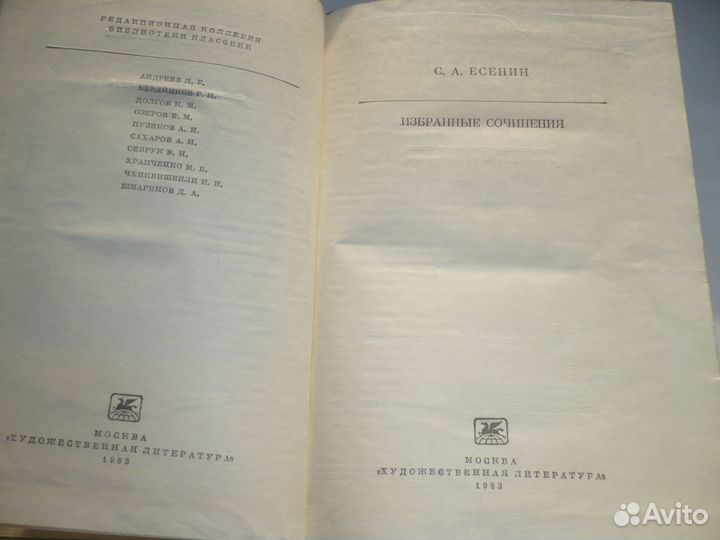 РЕДАКЦИОННАЯ КОЛЛЕГИЯ
БИБЛИОТЕКИ КЛАССИКИ
АНДРЕЕВ Л. Г.
БЕРДНИКОВ Г. П.
ДОЛГОВ К. М.
ОЗЕРОВ В. М.
ПУЗИКОВ А. И.
САХАРОВ А. Н.
СЕВРУК В. Н.
ХРАПЧЕНКО М. Б.
ЧХИКВИШВИЛИ И. И.
ШМАРИНОВ Д. А.
МОСКВА
«ХУДОЖЕСТВЕННАЯ ЛИТЕРАТУРА»
1983
С. А. ЕСЕНИН
ИЗБРАННЫЕ СОЧИНЕНИЯ
МОСКВА
«ХУДОЖЕСТВЕННАЯ ЛИТЕРАТУРА»
1983
Avito